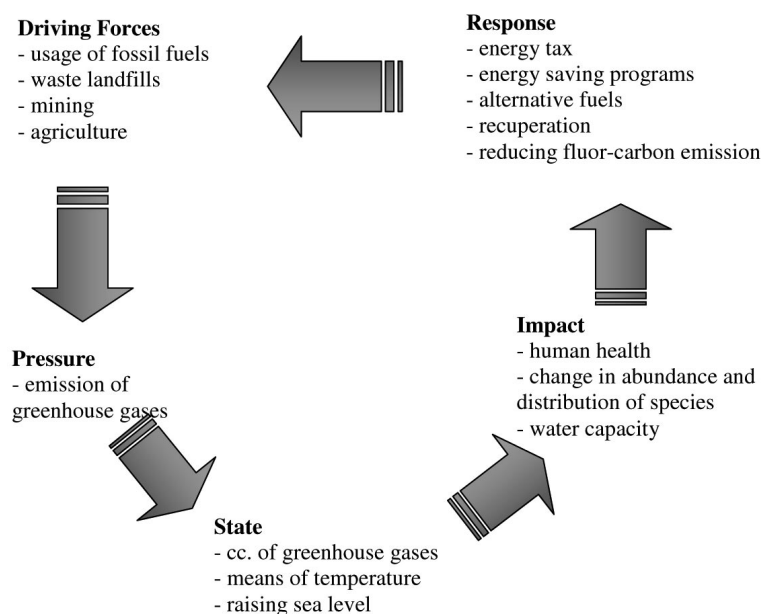 Driving Forces
- usage of fossil fuels
- waste landfills
- mining
- agriculture
Response
- energy tax
- energy saving programs
- alternative fuels
- recuperation
- reducing fluor-carbon emission
Pressure
- emission of
greenhouse gases
Impact
- human health
- change in abundance and
distribution of species
- water capacity
State
- cc. of greenhouse gases
- means of temperature
- raising sea level